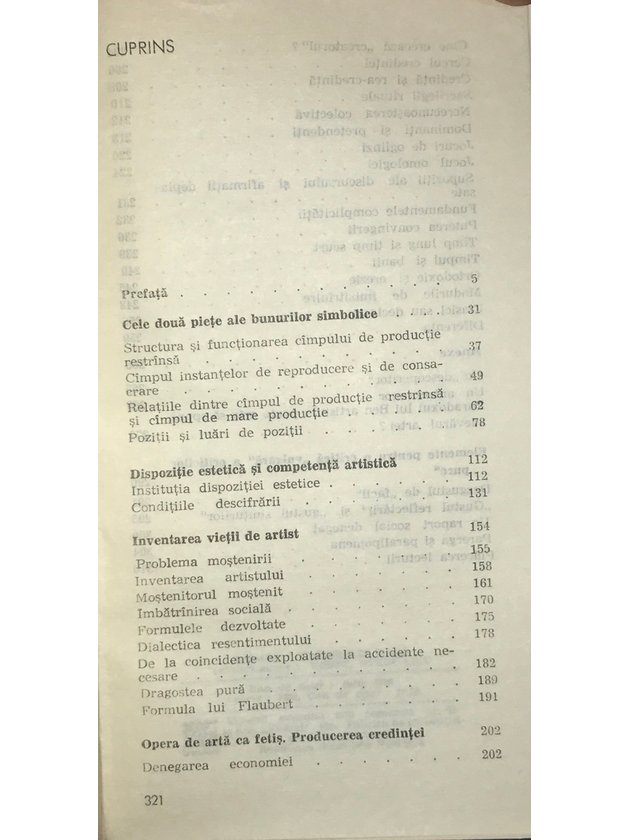 CUPRINS
Prefață . . . . . . . . . . 5
Cele două piețe ale bunurilor simbolice . . . . 31
Structura și funcționarea cîmpului de producție
restrînsă . . . . . . . . . 37
Cîmpul instanțelor de reproducere și de consa-
crare . . . . . . . . . . 49
Relațiile dintre cîmpul de producție restrînsă
și cîmpul de mare producție . . . . . 62
Poziții și luări de poziții . . . . . . 78
Dispoziție estetică și competență artistică 112
Instituția dispoziției estetice . . . . . 112
Condițiile descifrării . . . . . . . 131
Inventarea vieții de artist 154
Problema moștenirii . . . . . . . 155
Inventarea artistului . . . . . . 158
Moștenitorul moștenit . . . . . . 161
Îmbătrînirea socială . . . . . . . 170
Formulele dezvoltate . . . . . . 175
Dialectica resentimentului . . . . . 178
De la coincidențe exploatate la accidente ne-
cesare . . . . . . . . . . 182
Dragostea pură . . . . . . . . 189
Formula lui Flaubert . . . . . . . 191
Opera de artă ca fetiș. Producerea credinței 202
Denegarea economiei . . . . . . 202
321